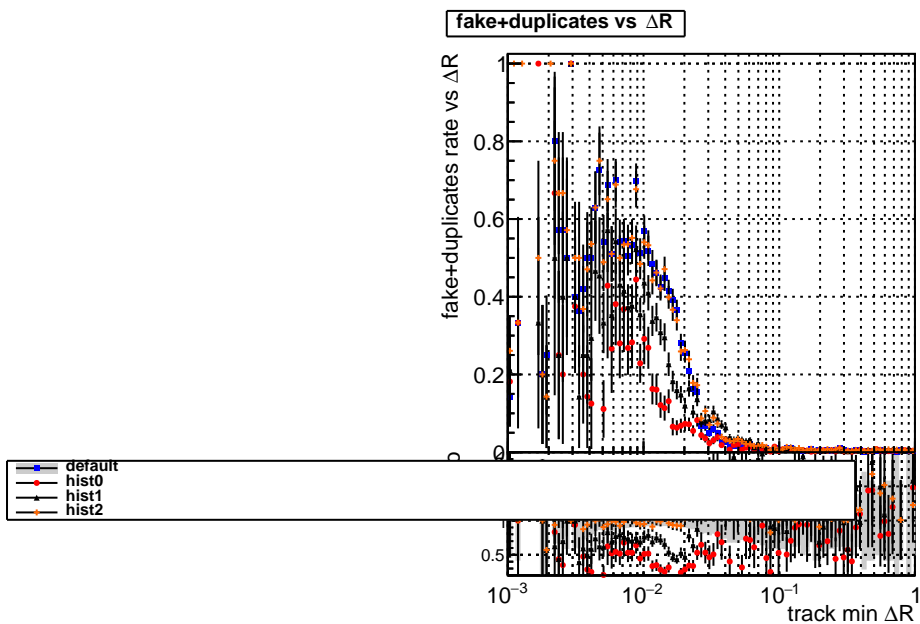 fake+duplicates vs ΔR
fake+duplicates rate vs ΔR
1
0.8
0.6
0.4
0.2
0
default
hist0
hist1
hist2
0.5
10⁻³ 10⁻² 10⁻¹ 1
track min ΔR